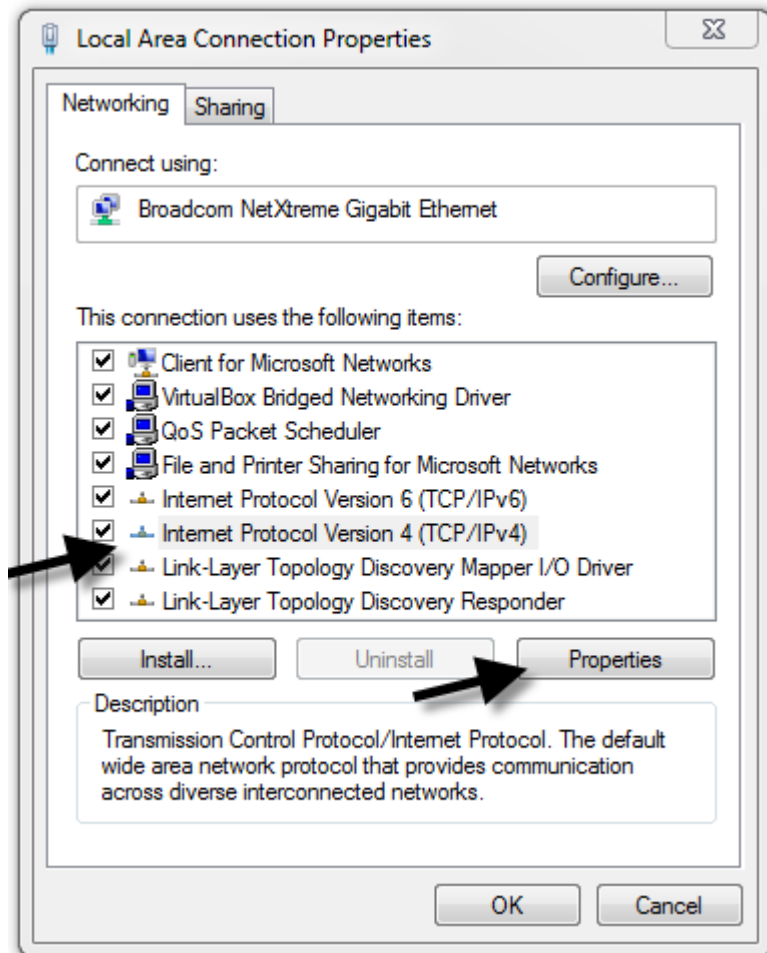 Local Area Connection Properties
Networking
Sharing
Connect using:
Broadcom NetXtreme Gigabit Ethernet
Configure...
This connection uses the following items:
Client for Microsoft Networks
VirtualBox Bridged Networking Driver
QoS Packet Scheduler
File and Printer Sharing for Microsoft Networks
Internet Protocol Version 6 (TCP/IPv6)
Internet Protocol Version 4 (TCP/IPv4)
Link-Layer Topology Discovery Mapper I/O Driver
Link-Layer Topology Discovery Responder
Install...
Uninstall
Properties
Description
Transmission Control Protocol/Internet Protocol. The default
wide area network protocol that provides communication
across diverse interconnected networks.
OK
Cancel